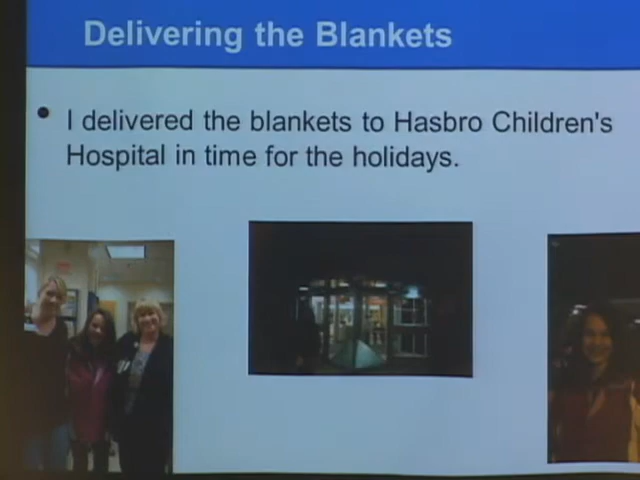 Delivering the Blankets
• I delivered the blankets to Hasbro Children's
Hospital in time for the holidays.